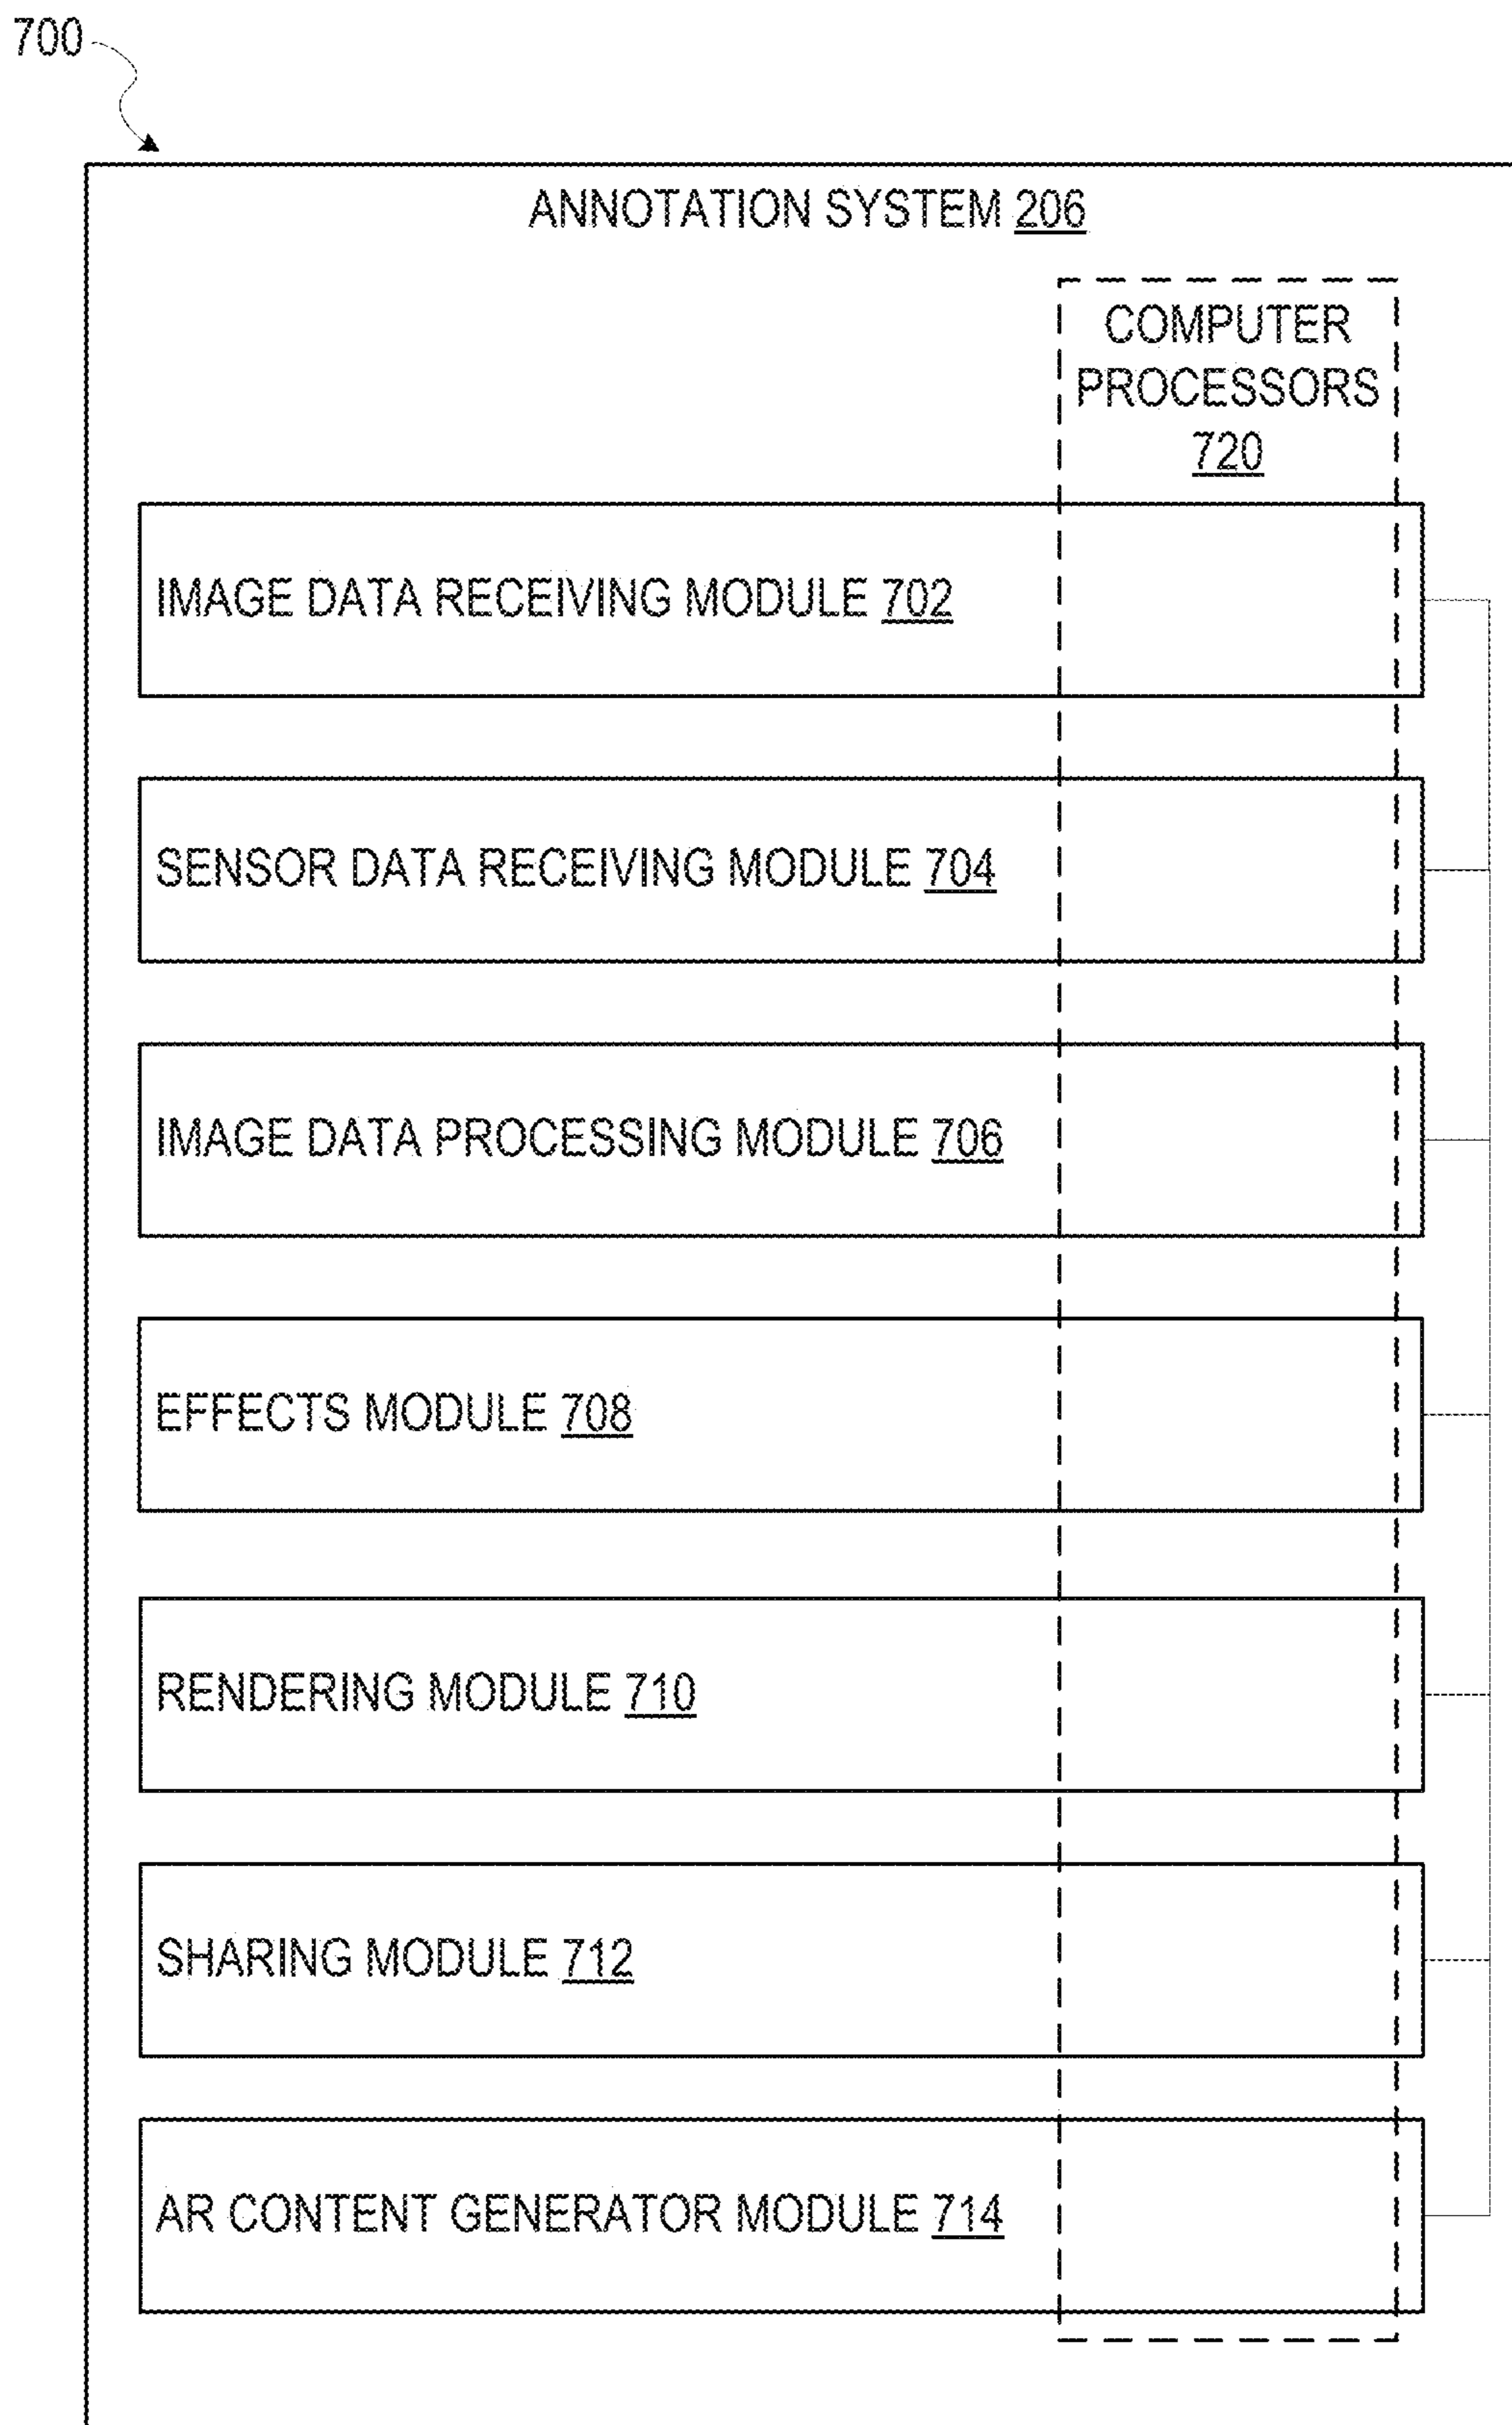 700
ANNOTATION SYSTEM 206
COMPUTER
PROCESSORS
720
IMAGE DATA RECEIVING MODULE 702
SENSOR DATA RECEIVING MODULE 704
IMAGE DATA PROCESSING MODULE 706
EFFECTS MODULE 708
RENDERING MODULE 710
SHARING MODULE 712
AR CONTENT GENERATOR MODULE 714